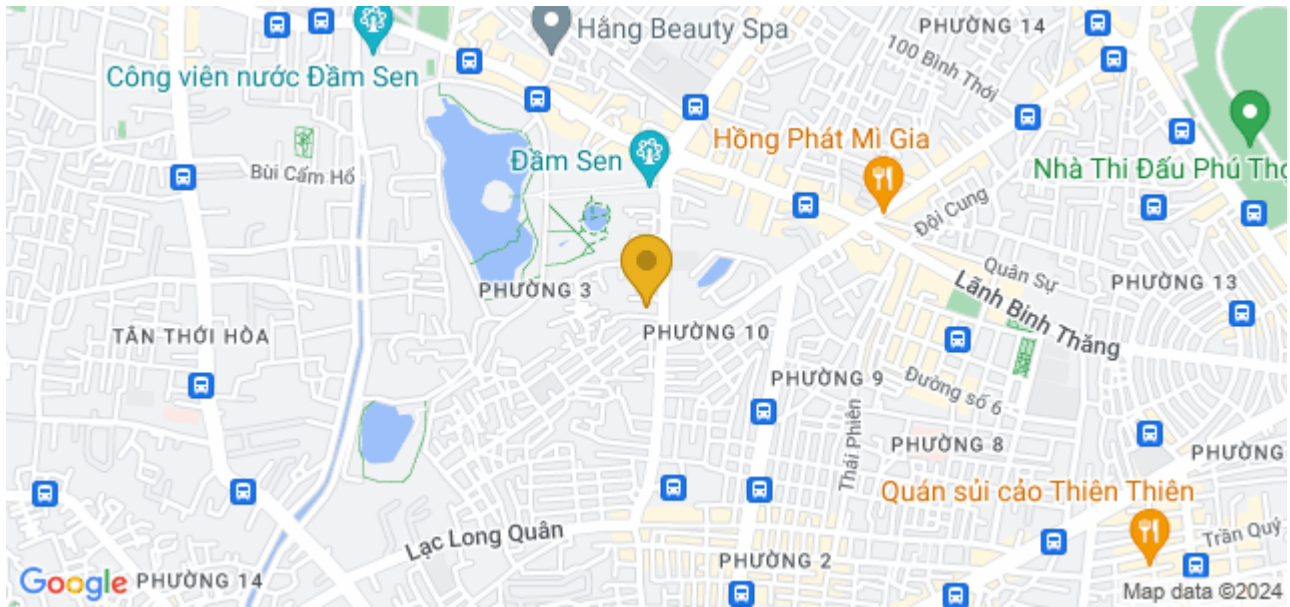 Hằng Beauty Spa
PHƯỜNG 14
Công viên nước Đầm Sen
100 Bình Thới
Hồng Phát Mì Gia
Đầm Sen
Nhà Thi Đấu Phú Thọ
Bùi Cẩm Hổ
Đội Cung
Quân Sự
PHƯỜNG 3
PHƯỜNG 13
Lãnh Binh Thăng
TÂN THỚI HÒA
PHƯỜNG 10
PHƯỜNG 9
Đường số 6
Thái Phiên
PHƯỜNG 8
PHƯỜNG
Quán sủi cảo Thiên Thiên
Lạc Long Quân
Trần Quý
PHƯỜNG 2
Google
PHƯỜNG 14
Map data ©2024